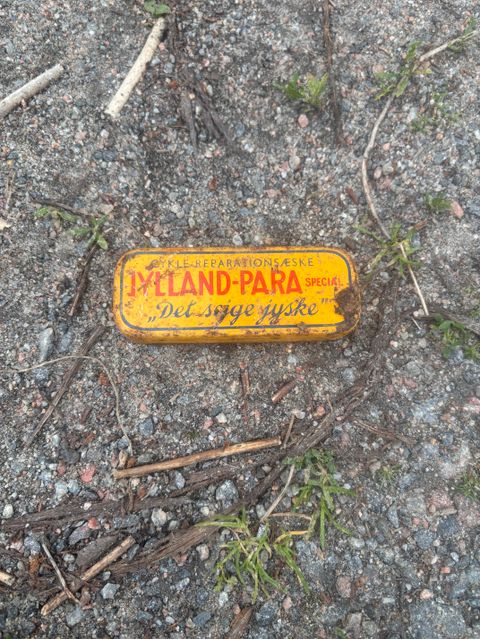 CYKLE-REPARATIONSÆSKE
JYLLAND-PARA SPECIAL
„Det sejge jyske"